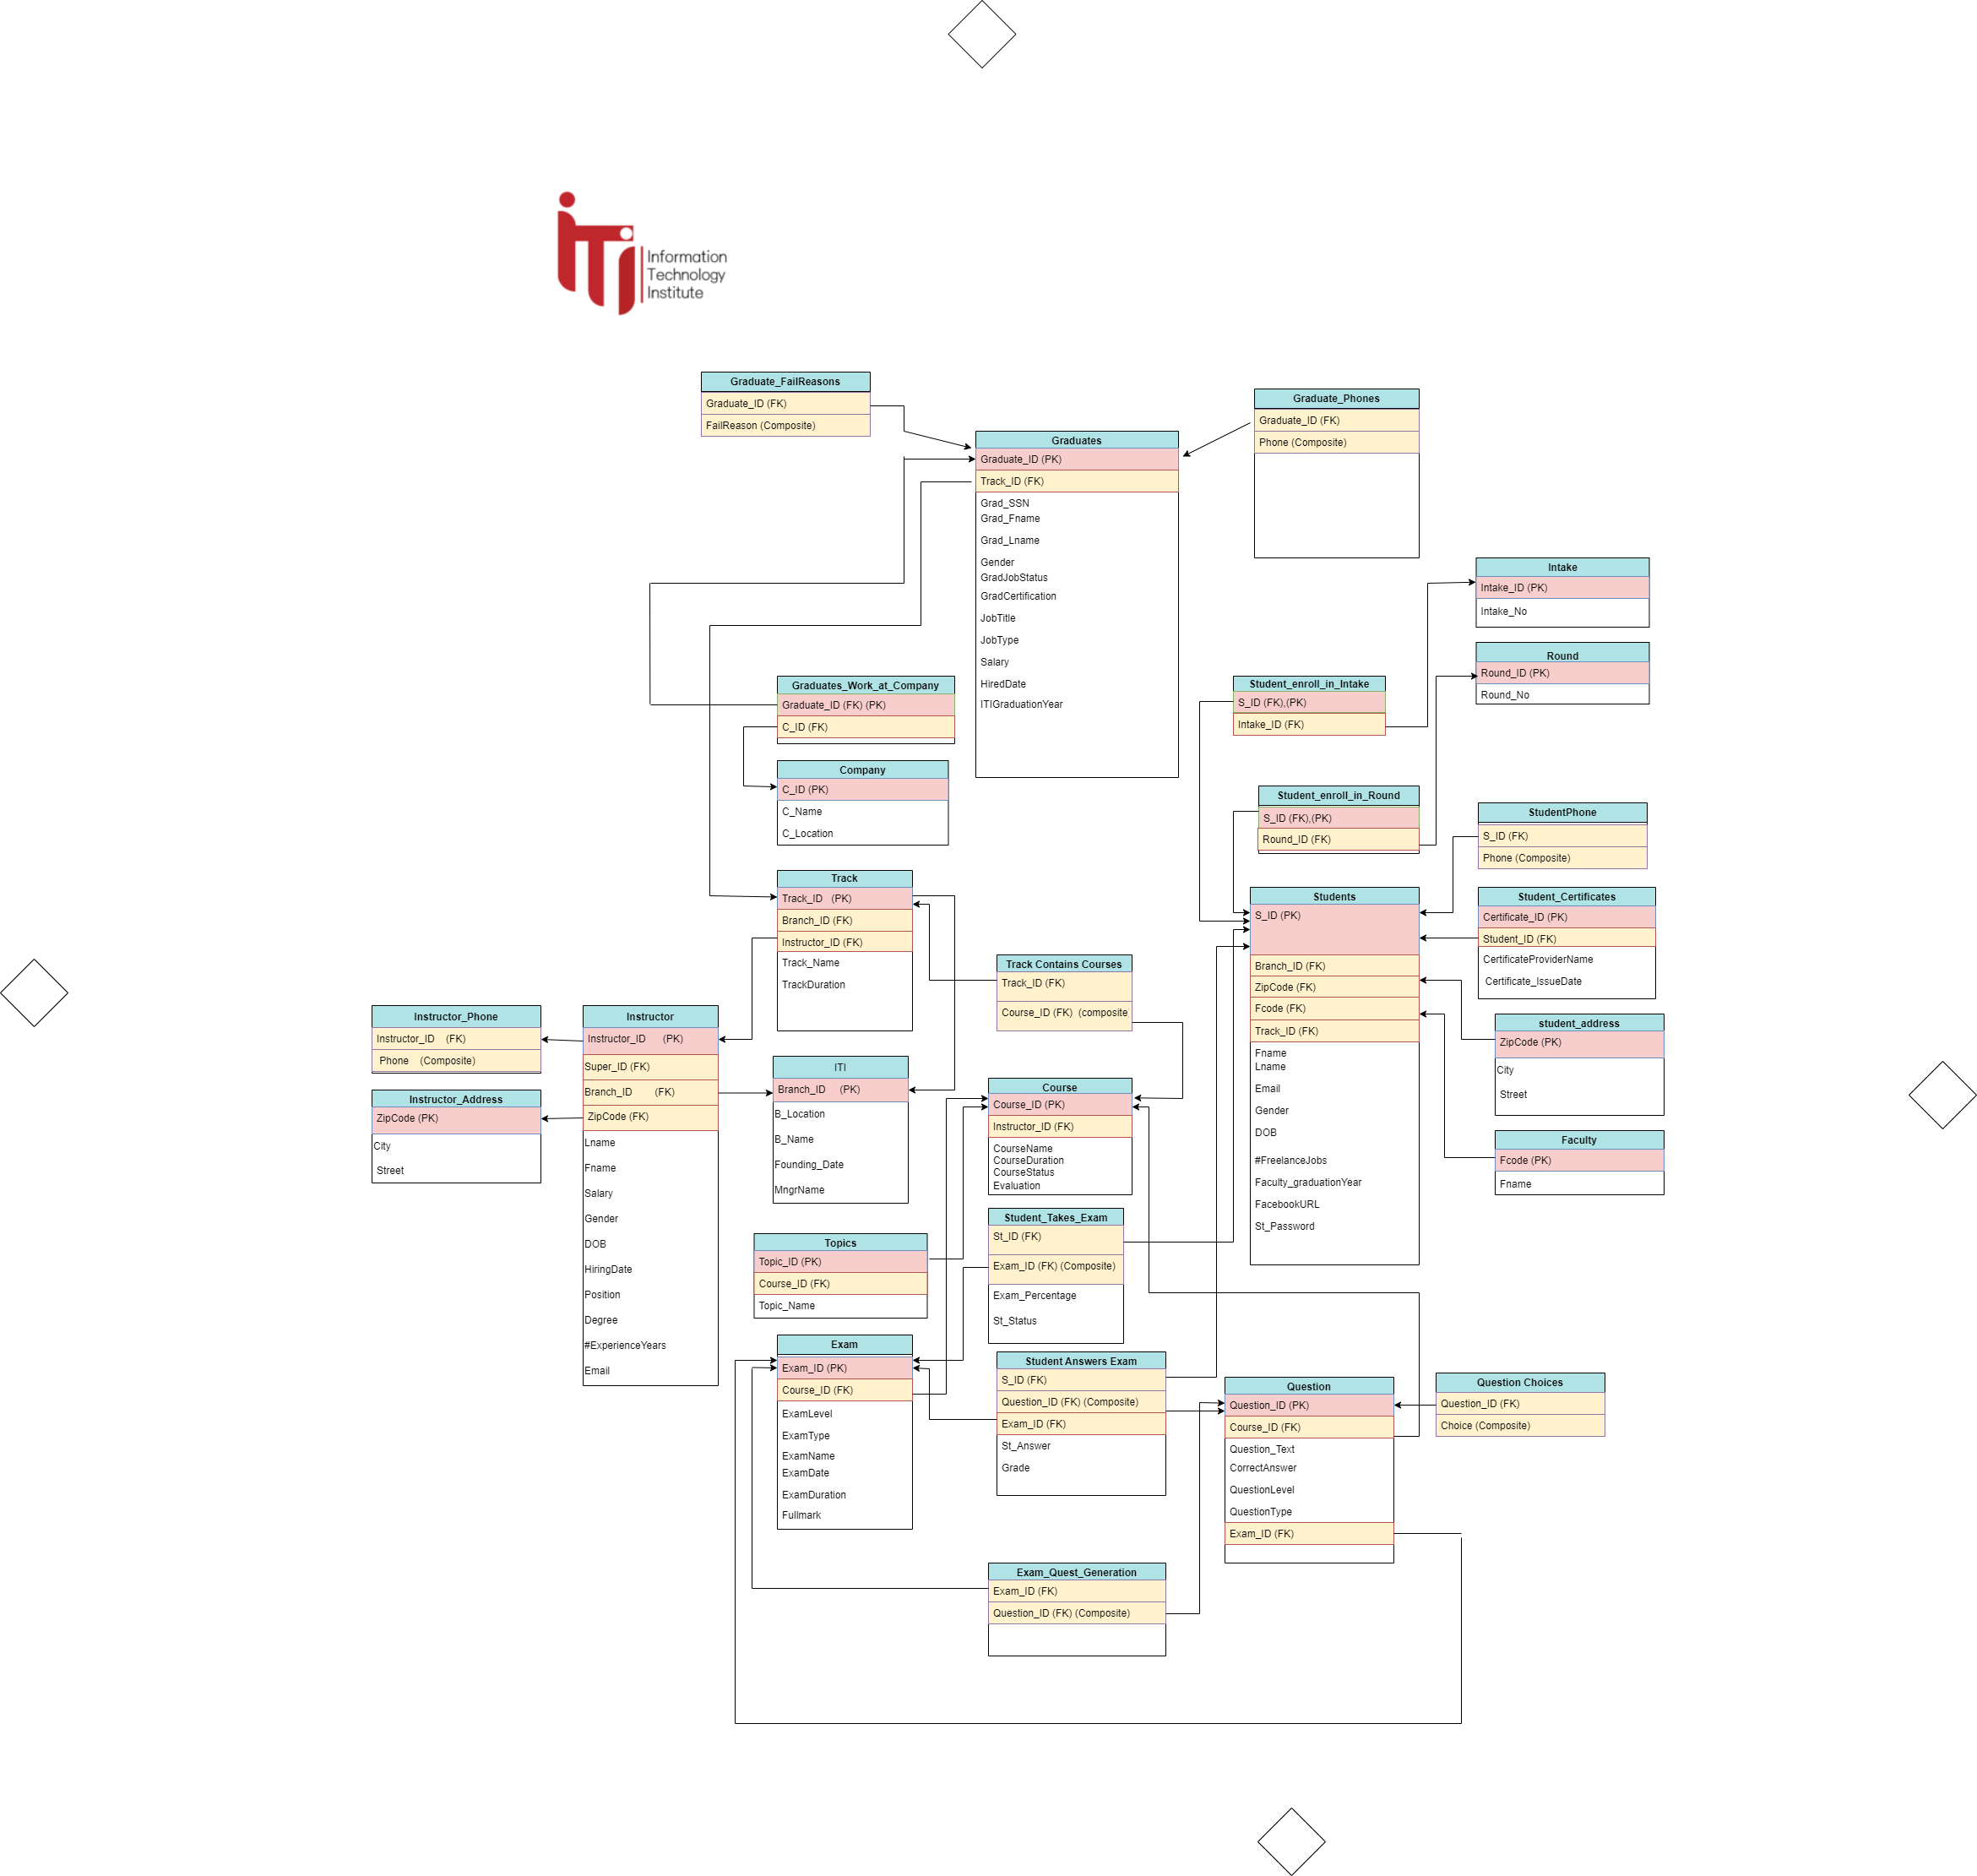 Information
Technology
Institute
Graduate_FailReasons
Graduate_ID (FK)
FailReason (Composite)
Graduate_Phones
Graduate_ID (FK)
Phone (Composite)
Graduates
Graduate_ID (PK)
Track_ID (FK)
Grad_SSN
Grad_Fname
Grad_Lname
Gender
GradJobStatus
GradCertification
JobTitle
JobType
Salary
HiredDate
ITIGraduationYear
Intake
Intake_ID (PK)
Intake_No
Round
Round_ID (PK)
Round_No
Graduates_Work_at_Company
Graduate_ID (FK) (PK)
C_ID (FK)
Student_enroll_in_Intake
S_ID (FK),(PK)
Intake_ID (FK)
Company
C_ID (PK)
C_Name
C_Location
Student_enroll_in_Round
S_ID (FK),(PK)
Round_ID (FK)
StudentPhone
S_ID (FK)
Phone (Composite)
Track
Track_ID (PK)
Branch_ID (FK)
Instructor_ID (FK)
Track_Name
TrackDuration
Students
S_ID (PK)
Branch_ID (FK)
ZipCode (FK)
Fcode (FK)
Track_ID (FK)
Fname
Lname
Email
Gender
DOB
#FreelanceJobs
Faculty_graduationYear
FacebookURL
St_Password
Student_Certificates
Certificate_ID (PK)
Student_ID (FK)
CertificateProviderName
Certificate_IssueDate
Track Contains Courses
Track_ID (FK)
Course_ID (FK) (composite
Instructor_Phone
Instructor_ID (FK)
Phone (Composite)
Instructor
Instructor_ID (PK)
Super_ID (FK)
Branch_ID (FK)
ZipCode (FK)
Lname
Fname
Salary
Gender
DOB
HiringDate
Position
Degree
#ExperienceYears
Email
student_address
ZipCode (PK)
City
Street
ITI
Branch_ID (PK)
B_Location
B_Name
Founding_Date
MngrName
Instructor_Address
ZipCode (PK)
City
Street
Course
Course_ID (PK)
Instructor_ID (FK)
CourseName
CourseDuration
CourseStatus
Evaluation
Faculty
Fcode (PK)
Fname
Student_Takes_Exam
St_ID (FK)
Exam_ID (FK) (Composite)
Exam_Percentage
St_Status
Topics
Topic_ID (PK)
Course_ID (FK)
Topic_Name
Exam
Exam_ID (PK)
Course_ID (FK)
ExamLevel
ExamType
ExamName
ExamDate
ExamDuration
Fullmark
Student Answers Exam
S_ID (FK)
Question_ID (FK) (Composite)
Exam_ID (FK)
St_Answer
Grade
Question
Question_ID (PK)
Course_ID (FK)
Question_Text
CorrectAnswer
QuestionLevel
QuestionType
Exam_ID (FK)
Question Choices
Question_ID (FK)
Choice (Composite)
Exam_Quest_Generation
Exam_ID (FK)
Question_ID (FK) (Composite)